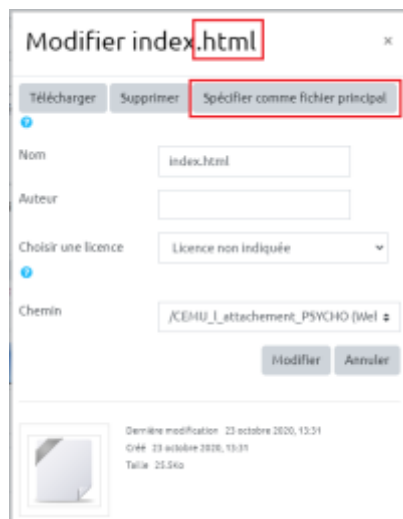 Modifier index.html ×
Télécharger Supprimer Spécifier comme fichier principal
?
Nom index.html
Auteur
Choisir une licence Licence non indiquée
?
Chemin /CEMU_l_attachement_PSYCHO (Wel
Modifier Annuler
Dernière modification 23 octobre 2020, 13:31
Créé 23 octobre 2020, 13:31
Taille 25.5Ko